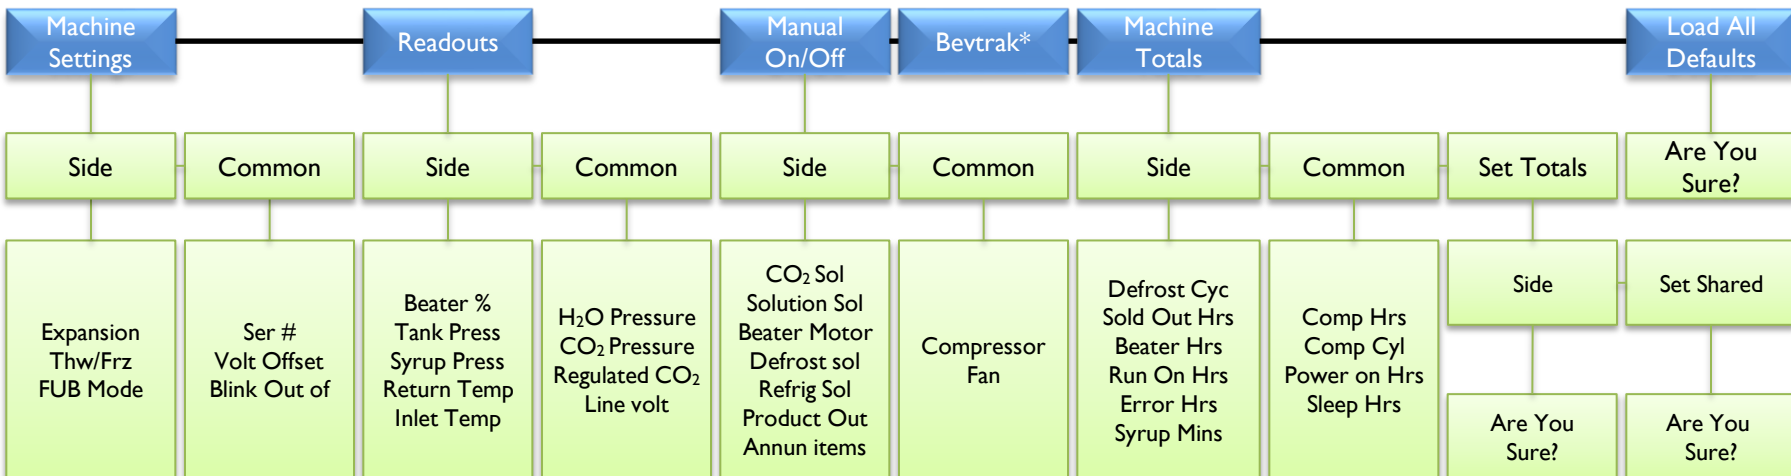 Machine
Settings
Readouts
Manual
On/Off
Bevtrak*
Machine
Totals
Load All
Defaults
Side
Common
Side
Common
Side
Common
Side
Common
Set Totals
Are You
Sure?
Expansion
Thw/Frz
FUB Mode
Ser #
Volt Offset
Blink Out of
Beater %
Tank Press
Syrup Press
Return Temp
Inlet Temp
H₂O Pressure
CO₂ Pressure
Regulated CO₂
Line volt
CO₂ Sol
Solution Sol
Beater Motor
Defrost sol
Refrig Sol
Product Out
Annun items
Compressor
Fan
Defrost Cyc
Sold Out Hrs
Beater Hrs
Run On Hrs
Error Hrs
Syrup Mins
Comp Hrs
Comp Cyl
Power on Hrs
Sleep Hrs
Side
Set Shared
Are You
Sure?
Are You
Sure?